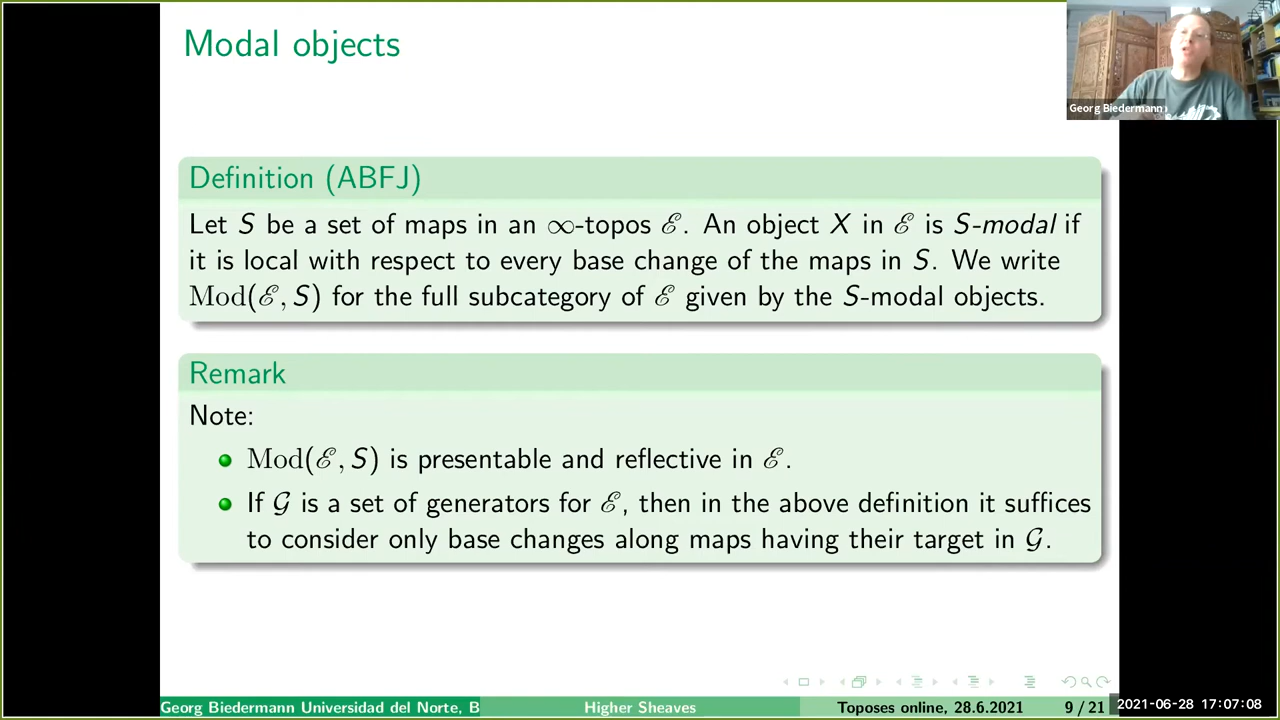 Modal objects
Georg Biedermann
Definition (ABFJ)
Let S be a set of maps in an ∞-topos ℰ. An object X in ℰ is S-modal if
it is local with respect to every base change of the maps in S. We write
Mod(ℰ, S) for the full subcategory of ℰ given by the S-modal objects.
Remark
Note:
Mod(ℰ, S) is presentable and reflective in ℰ.
If 𝒢 is a set of generators for ℰ, then in the above definition it suffices
to consider only base changes along maps having their target in 𝒢.
Georg Biedermann Universidad del Norte, B
Higher Sheaves
Toposes online, 28.6.2021
9 / 21
2021-06-28 17:07:08